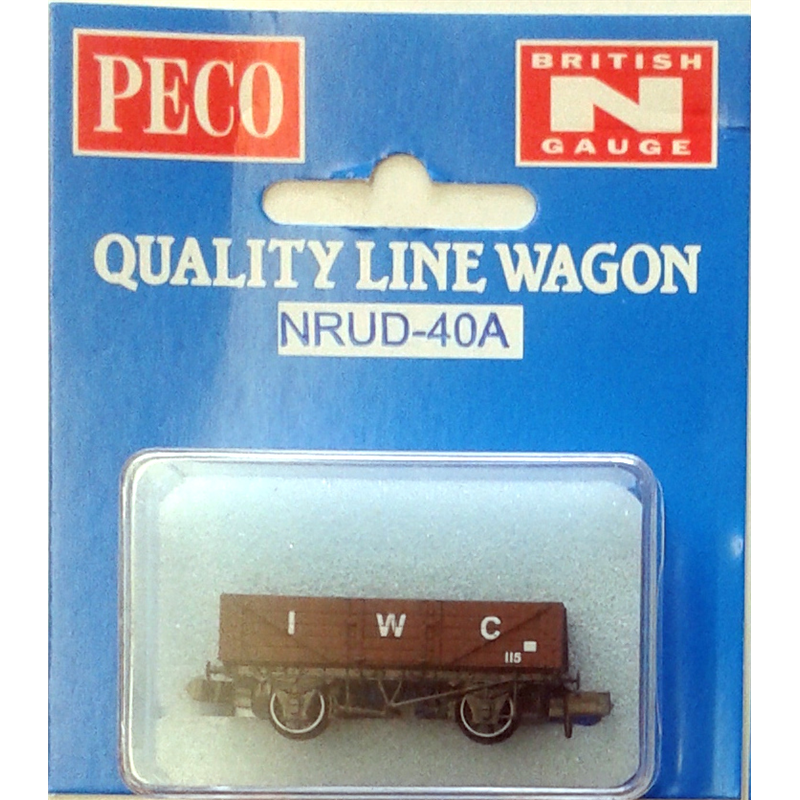 PECO
BRITISH
N
GAUGE
QUALITY LINE WAGON
NRUD-40A
I W C
115